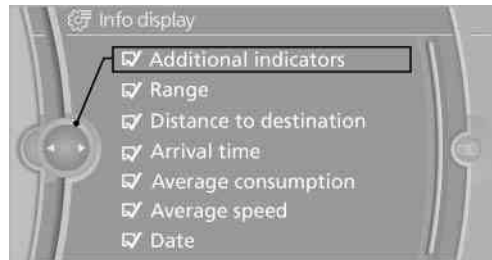 Info display
Additional indicators
Range
Distance to destination
Arrival time
Average consumption
Average speed
Date